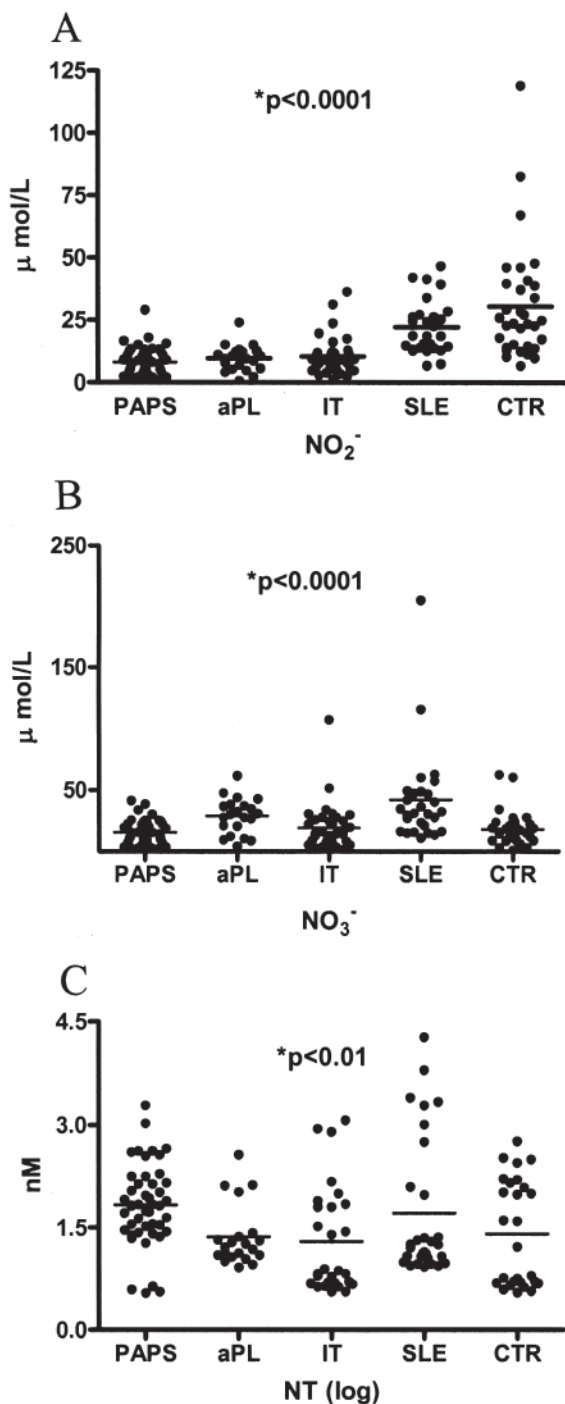 A
125
*p<0.0001
100
75
μ mol/L
50
25
0
PAPS aPL IT SLE CTR
NO₂⁻
B
250
*p<0.0001
150
μ mol/L
50
PAPS aPL IT SLE CTR
NO₃⁻
C
4.5
*p<0.01
3.0
nM
1.5
0.0
PAPS aPL IT SLE CTR
NT (log)